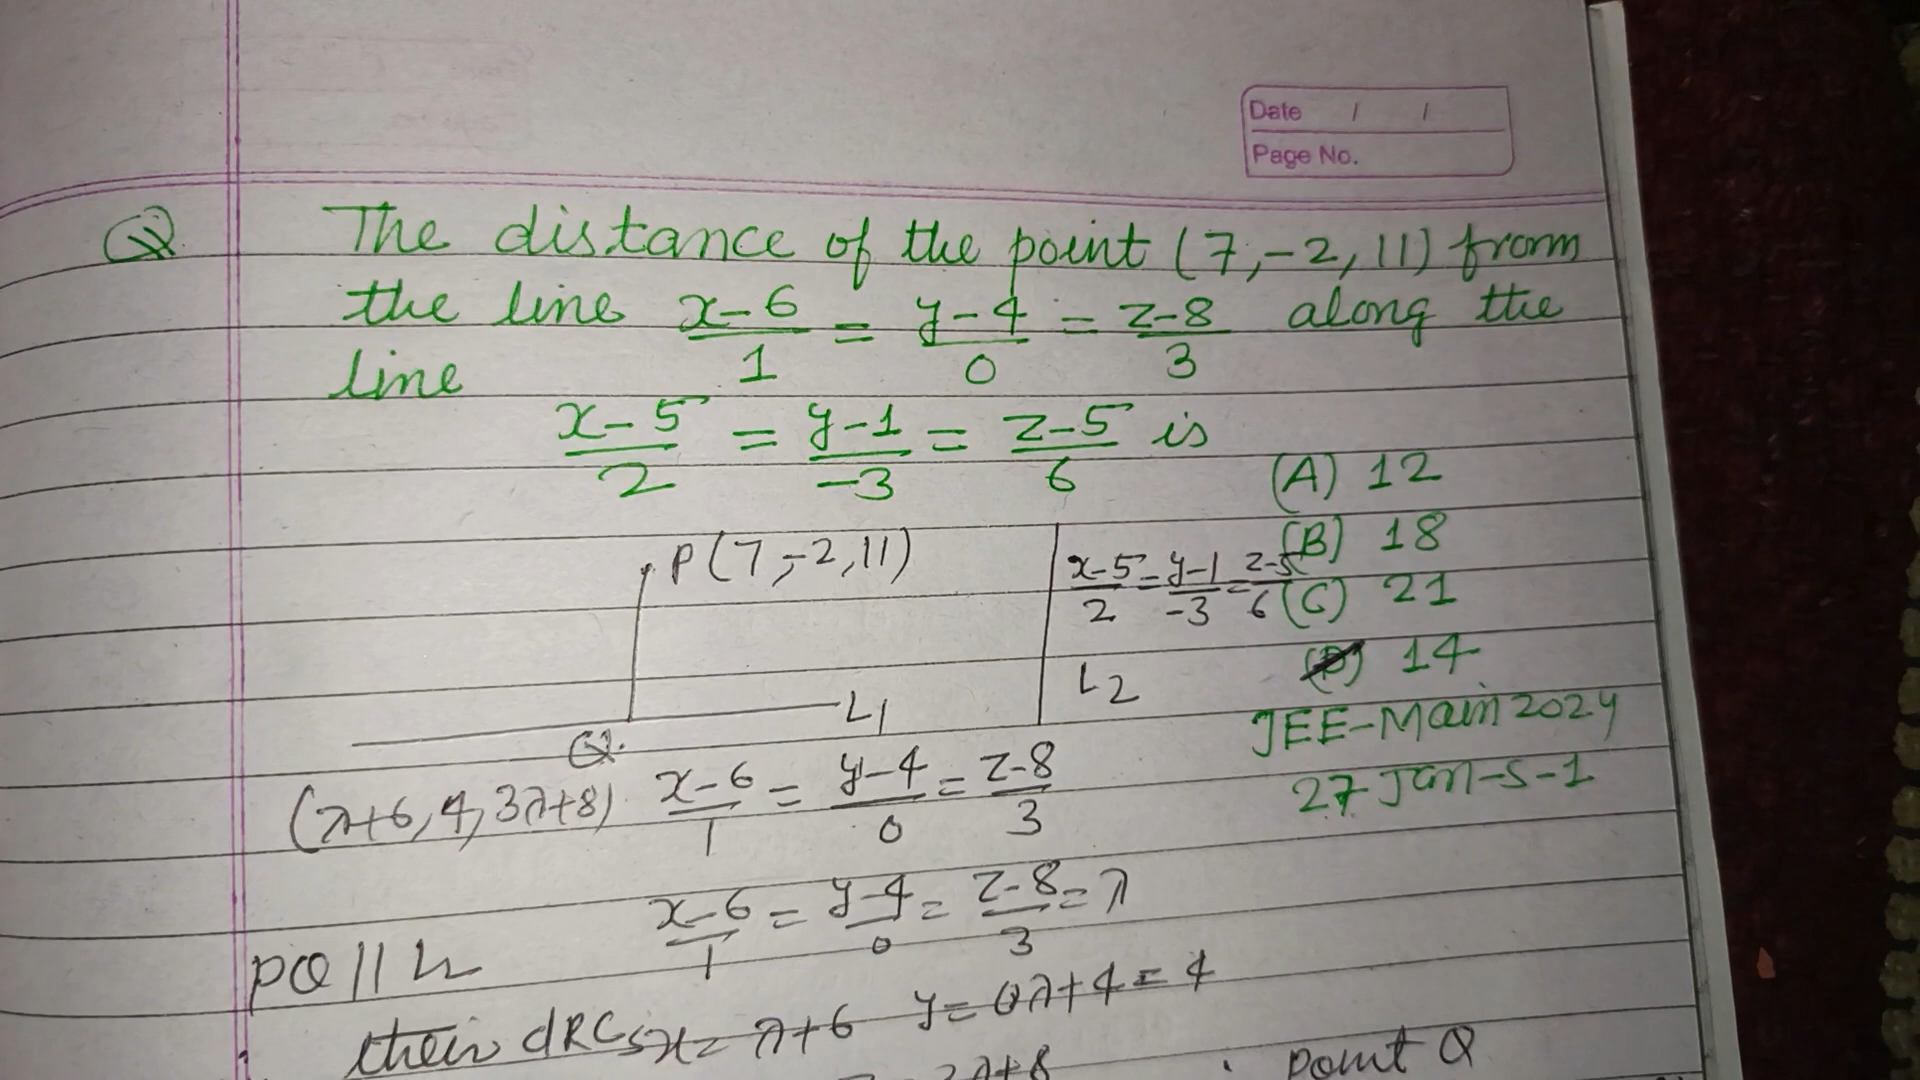 Date / /
Page No.
Q The distance of the point (7,-2,11) from
the line x-6/1 = y-4/0 = z-8/3 along the
line
x-5/2 = y-1/-3 = z-5/6 is
(A) 12
(B) 18
(C) 21
(D) 14
JEE-Main 2024
27 Jan-S-1
P(7,-2,11)
x-5/2 = y-1/-3 = z-5/6
L1
L2
Q.
(λ+6,4,3λ+8) x-6/1 = y-4/0 = z-8/3
x-6/1 = y-4/0 = z-8/3 = λ
PQ || L2
their dRCs x = λ+6 y = 0λ+4 = 4
3λ+8
point Q